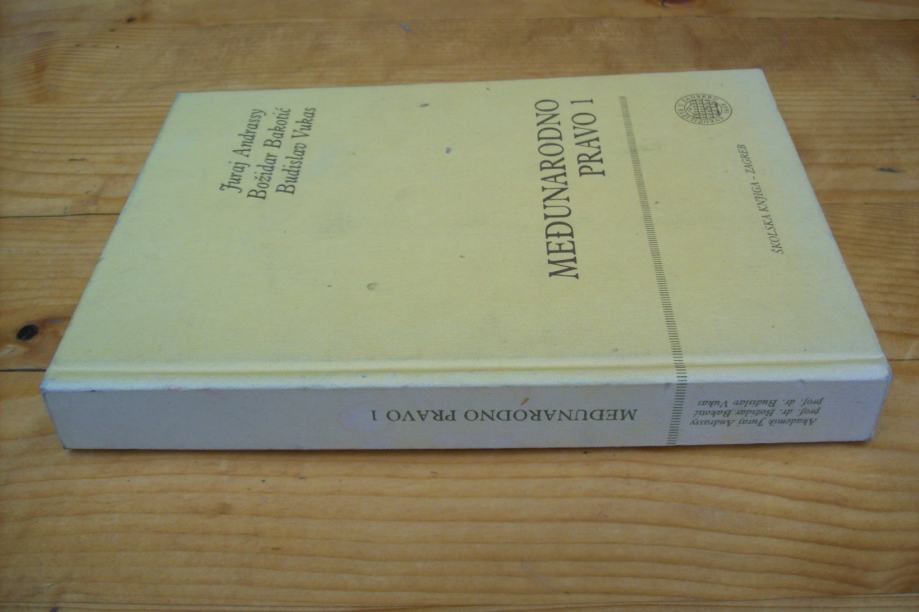 Juraj Andrassy
Božidar Bakotić
Budislav Vukas
MEĐUNARODNO
PRAVO 1
ŠKOLSKA KNJIGA – ZAGREB
MEĐUNARODNO PRAVO 1
Akademik Juraj Andrassy
prof. dr. Božidar Bakotić
prof. dr. Budislav Vukas